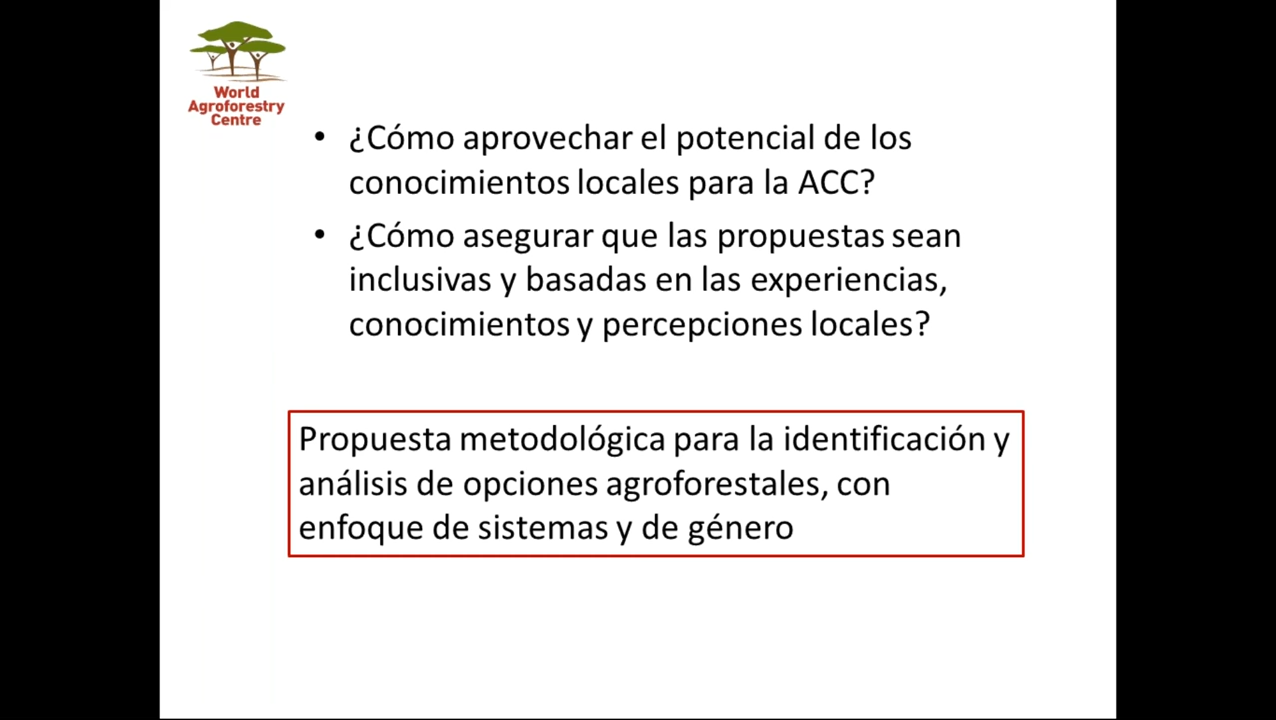 World
Agroforestry
Centre
• ¿Cómo aprovechar el potencial de los
conocimientos locales para la ACC?
• ¿Cómo asegurar que las propuestas sean
inclusivas y basadas en las experiencias,
conocimientos y percepciones locales?
Propuesta metodológica para la identificación y
análisis de opciones agroforestales, con
enfoque de sistemas y de género